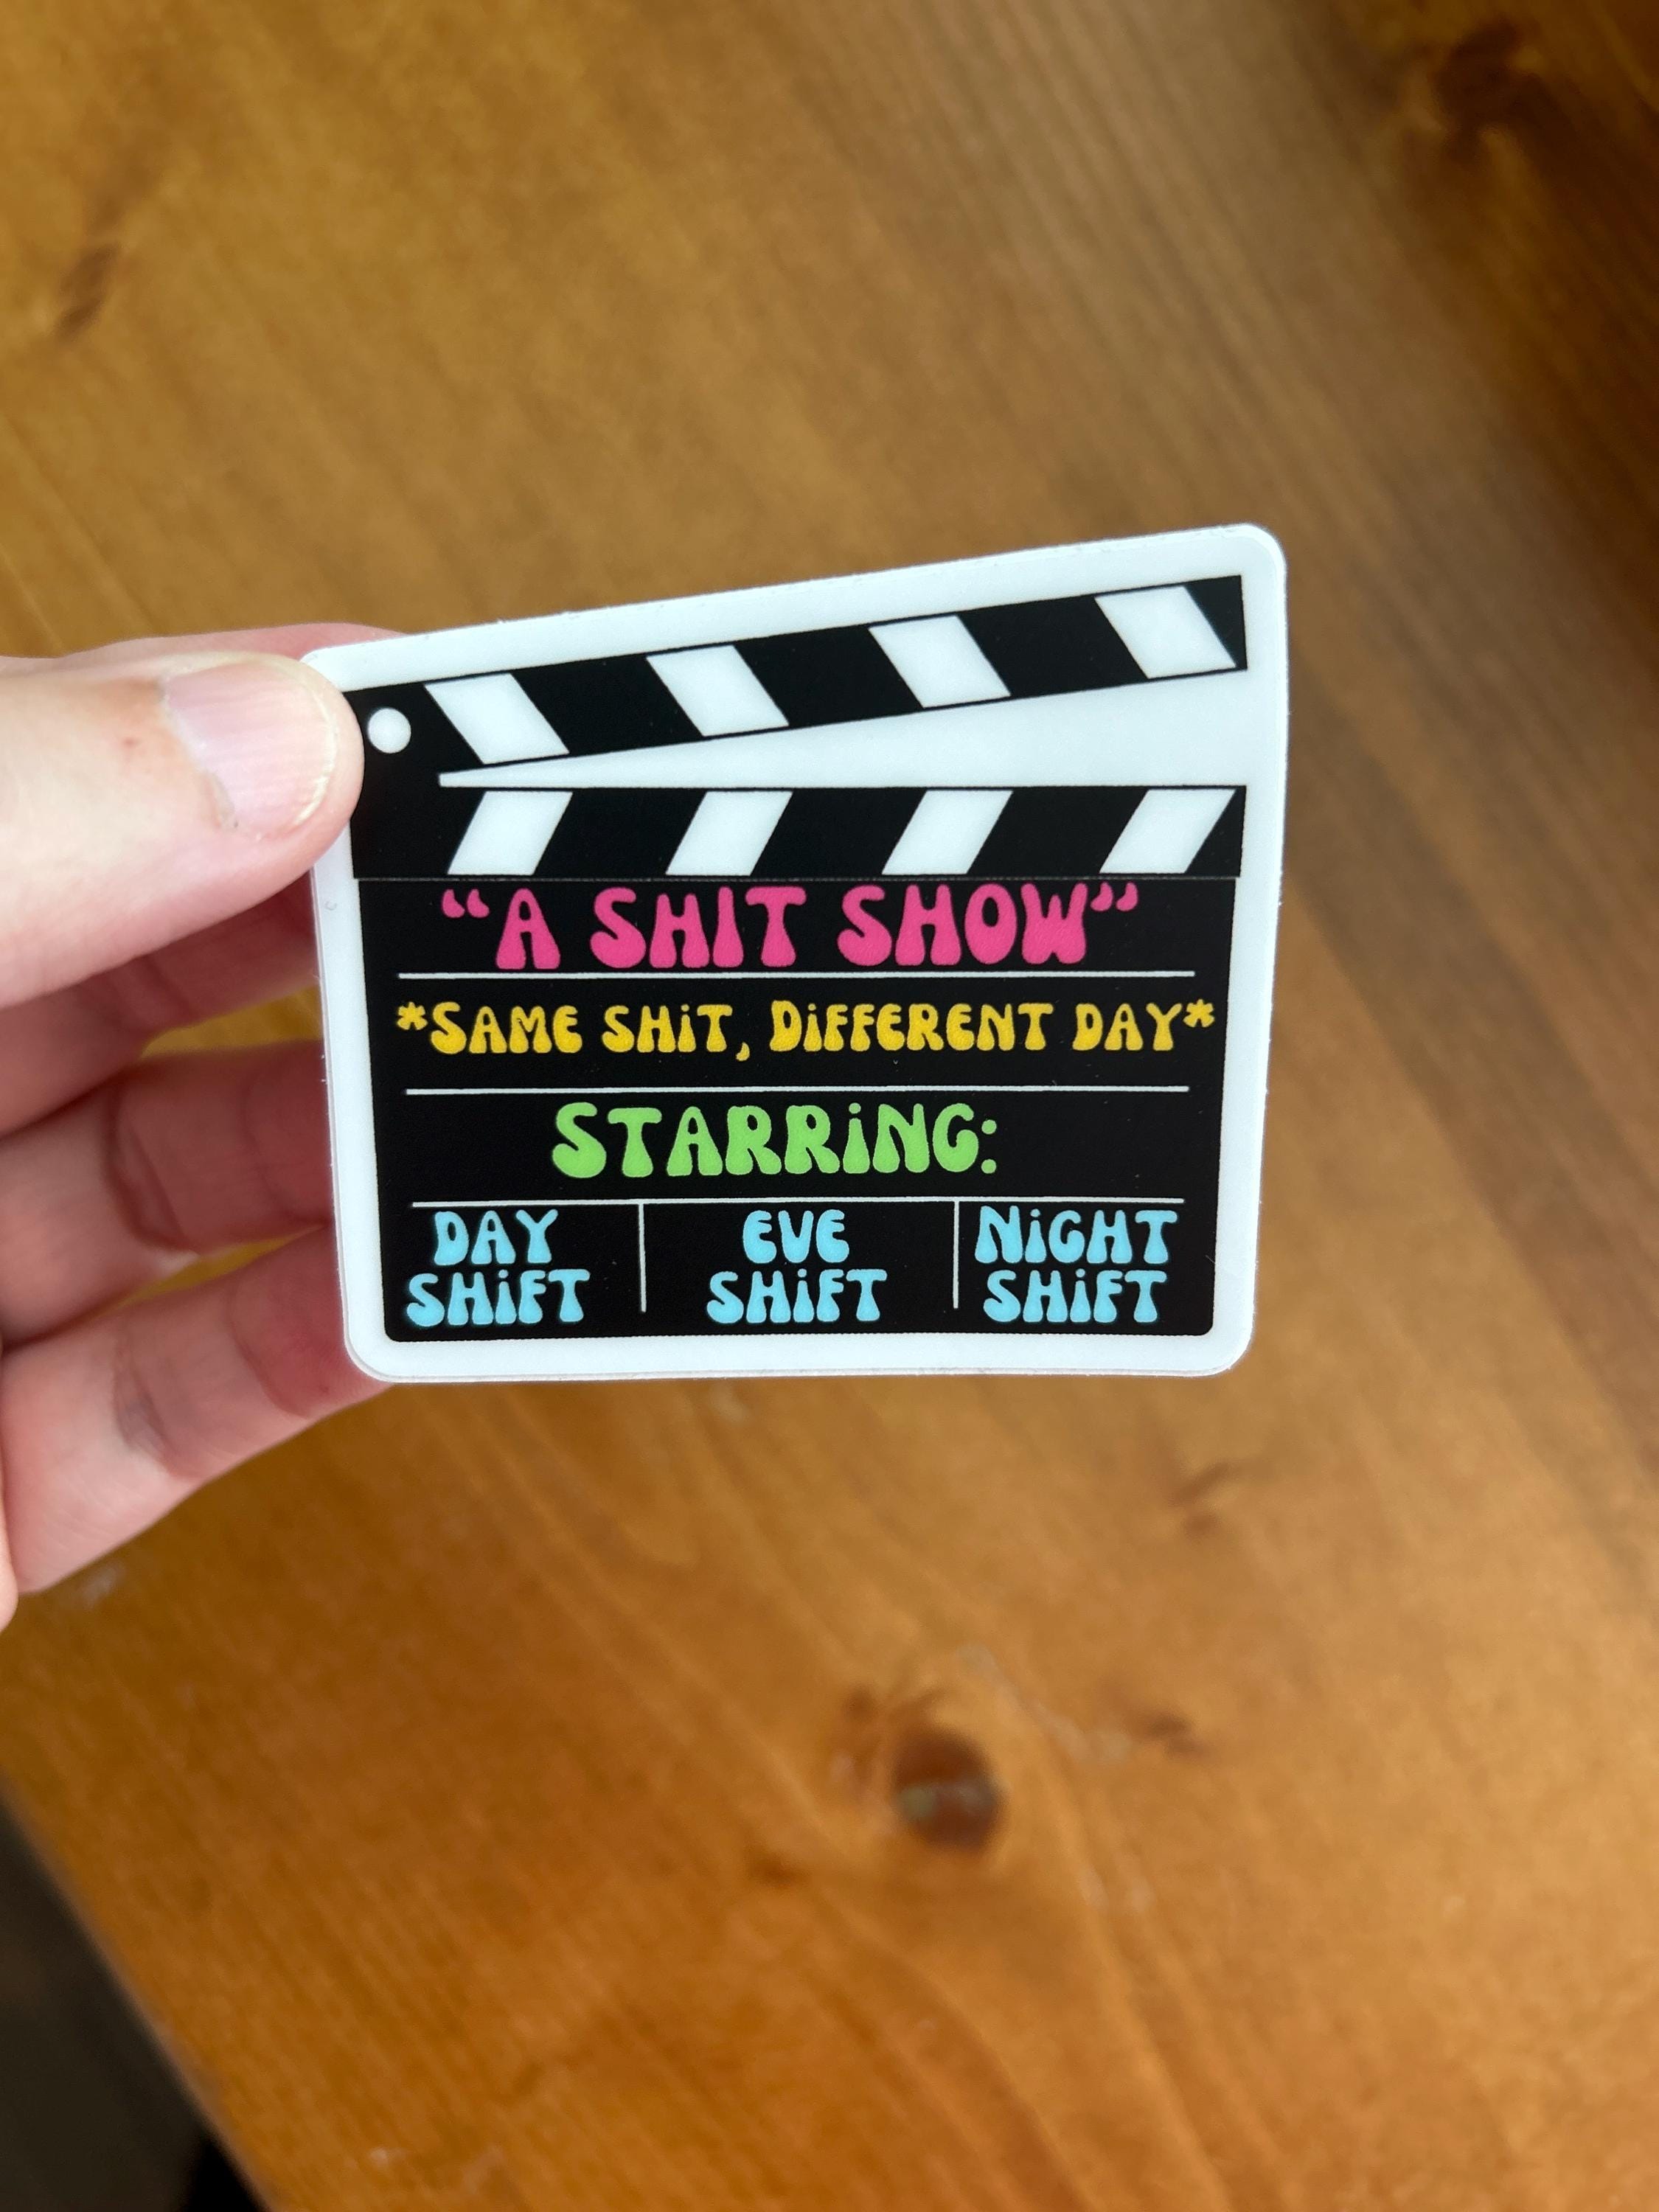 “A SHIT SHOW”
*SAME SHiT, DiFFERENT DAY*
STARRiNG:
DAY SHiFT
EVE SHiFT
NiGHT SHiFT